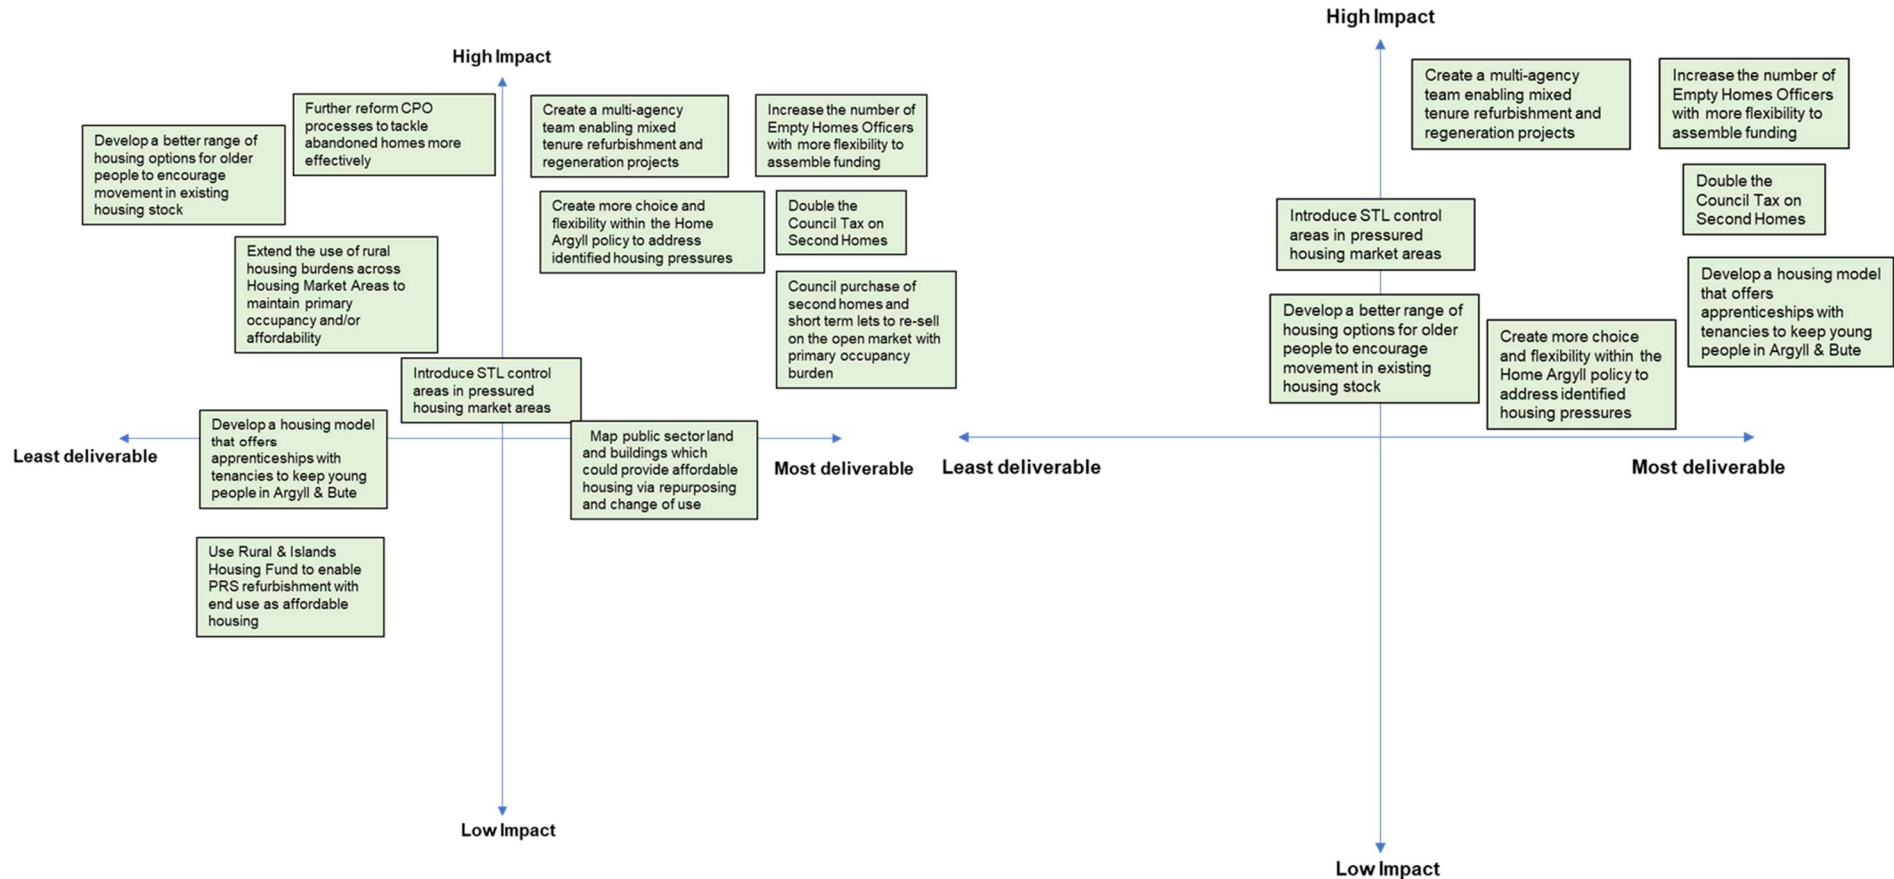 High Impact
Further reform CPO
processes to tackle
abandoned homes more
effectively
Develop a better range of
housing options for older
people to encourage
movement in existing
housing stock
Create a multi-agency
team enabling mixed
tenure refurbishment and
regeneration projects
Increase the number of
Empty Homes Officers
with more flexibility to
assemble funding
Create more choice and
flexibility within the Home
Argyll policy to address
identified housing pressures
Double the
Council Tax on
Second Homes
Extend the use of rural
housing burdens across
Housing Market Areas to
maintain primary
occupancy and/or
affordability
Council purchase of
second homes and
short term lets to re-sell
on the open market with
primary occupancy
burden
Introduce STL control
areas in pressured
housing market areas
Least deliverable
Develop a housing model
that offers
apprenticeships with
tenancies to keep young
people in Argyll & Bute
Map public sector land
and buildings which
could provide affordable
housing via repurposing
and change of use
Most deliverable
Use Rural & Islands
Housing Fund to enable
PRS refurbishment with
end use as affordable
housing
Low Impact
High Impact
Create a multi-agency
team enabling mixed
tenure refurbishment and
regeneration projects
Increase the number of
Empty Homes Officers
with more flexibility to
assemble funding
Double the
Council Tax on
Second Homes
Introduce STL control
areas in pressured
housing market areas
Develop a housing model
that offers
apprenticeships with
tenancies to keep young
people in Argyll & Bute
Develop a better range of
housing options for older
people to encourage
movement in existing
housing stock
Create more choice
and flexibility within the
Home Argyll policy to
address identified
housing pressures
Least deliverable
Most deliverable
Low Impact